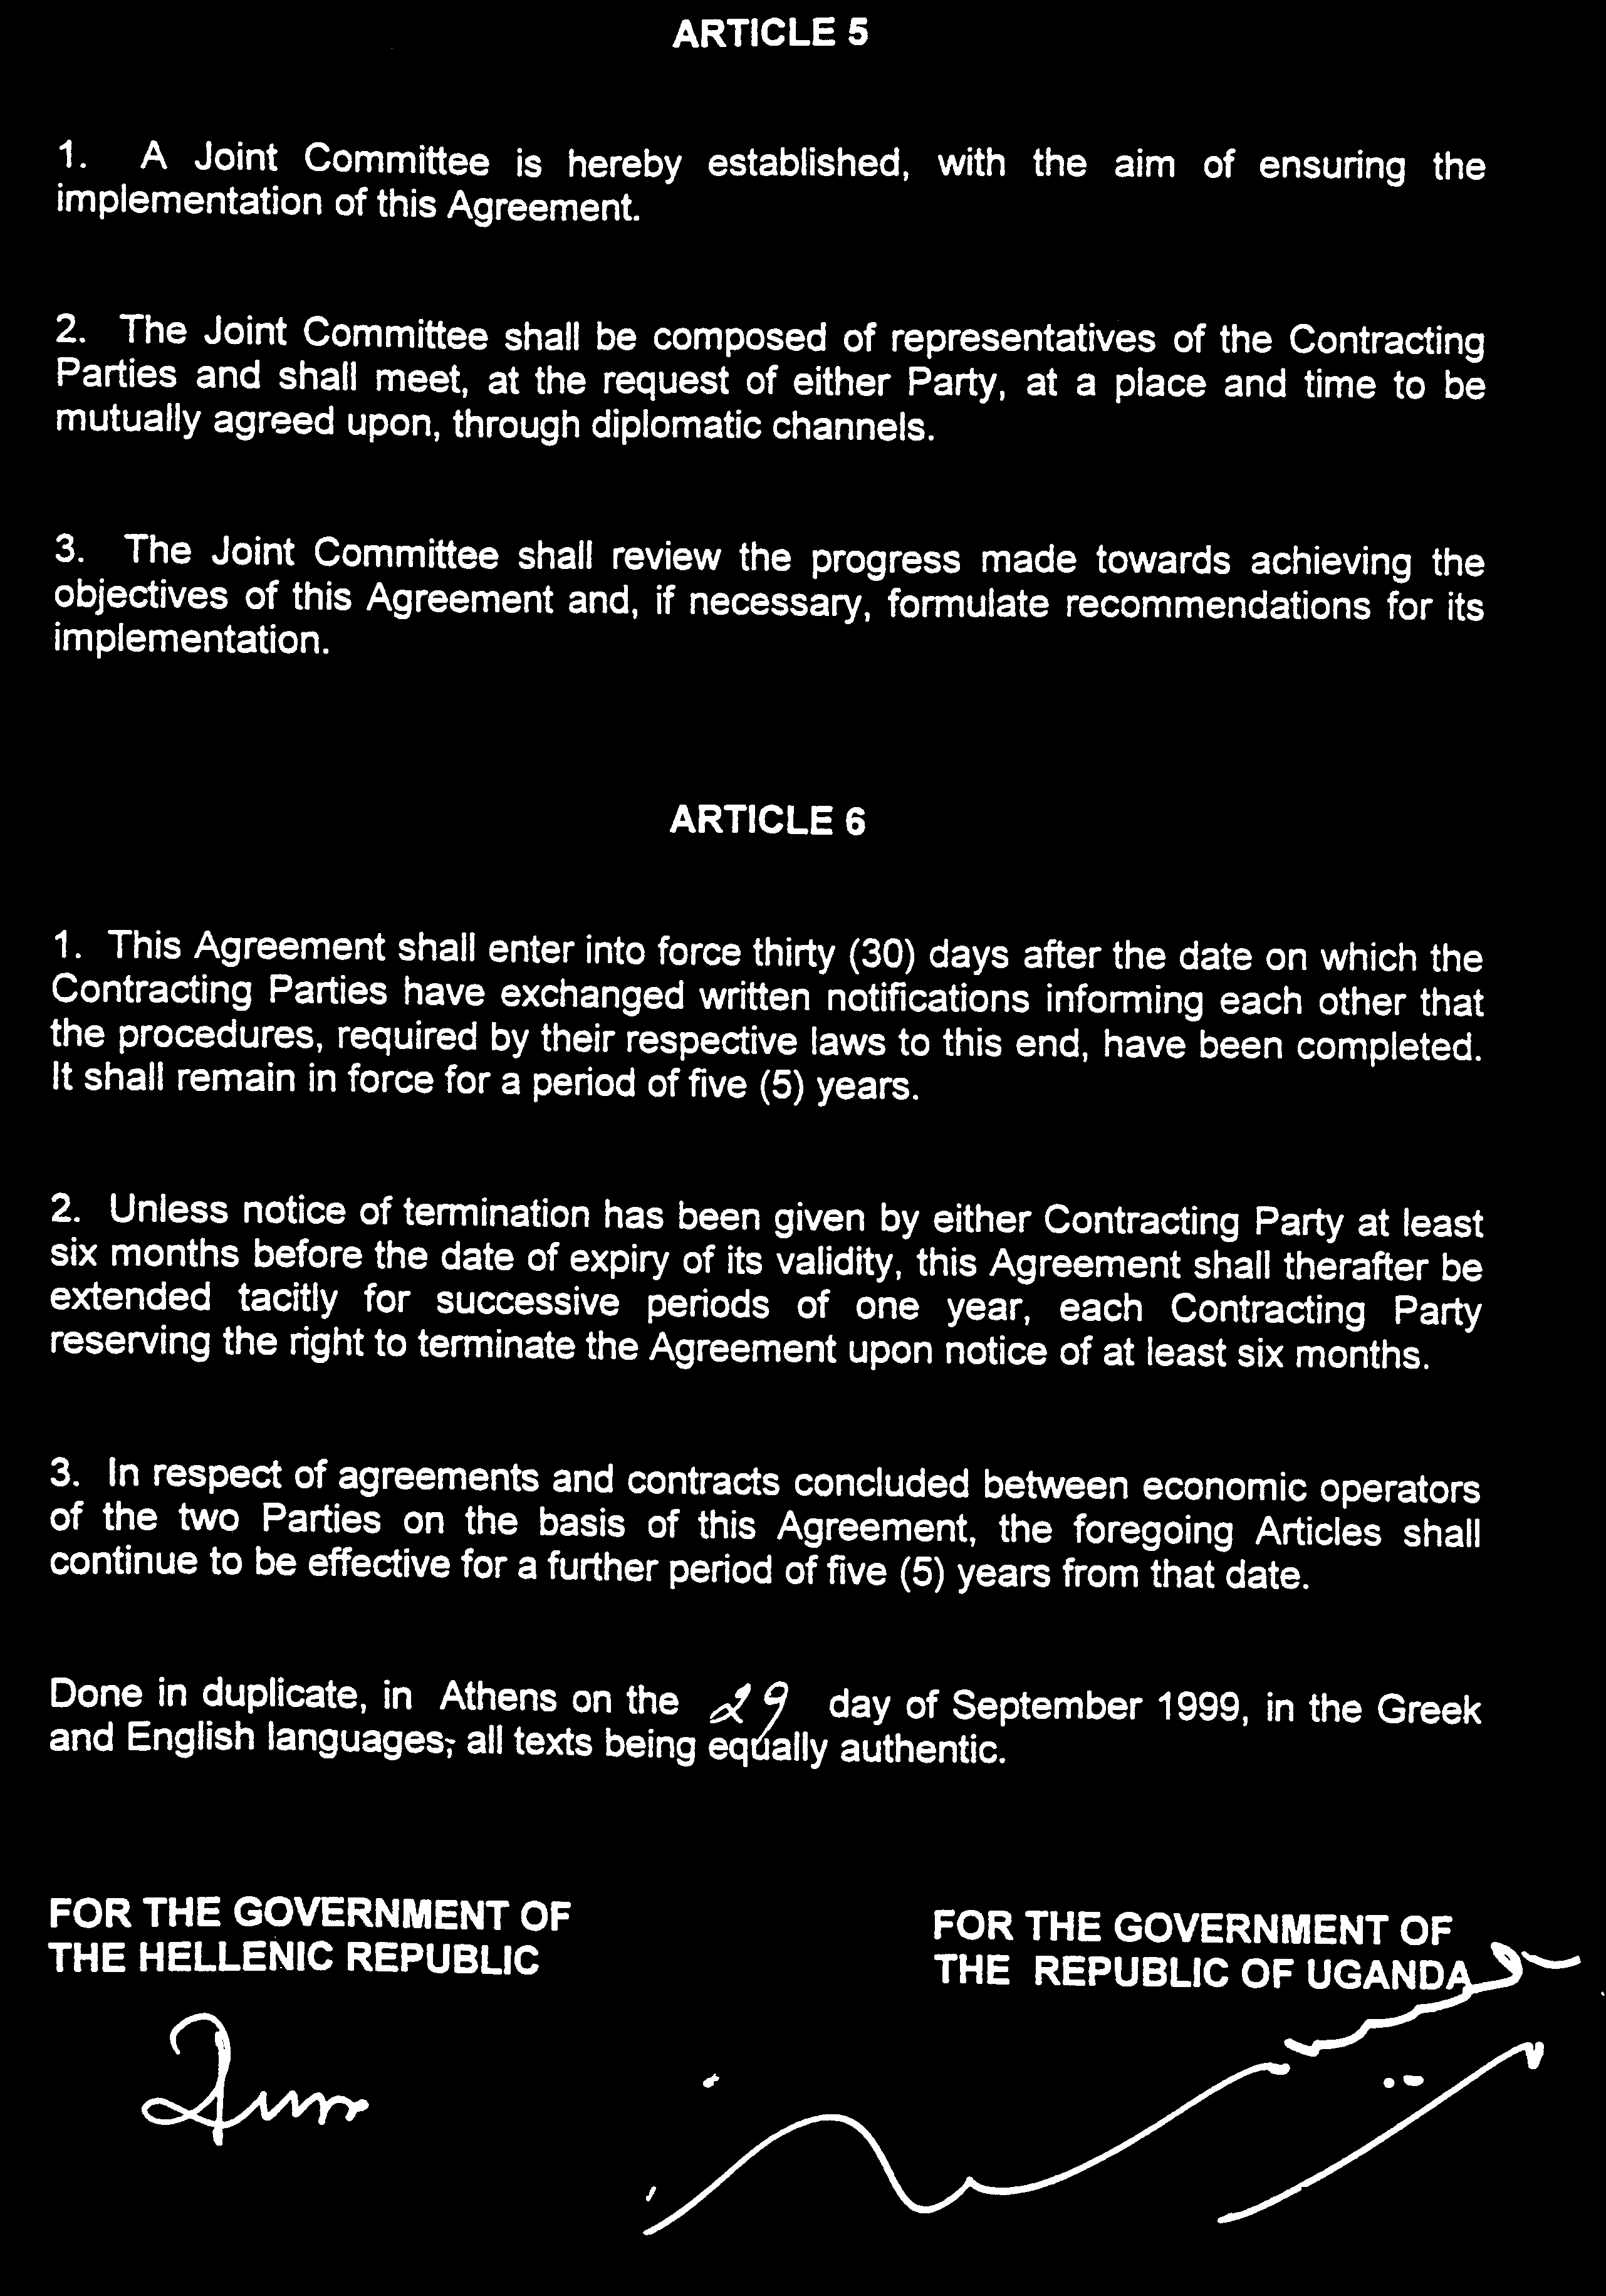 ARTICLE 5
1. A Joint Committee is hereby established, with the aim of ensuring the
implementation of this Agreement.
2. The Joint Committee shall be composed of representatives of the Contracting
Parties and shall meet, at the request of either Party, at a place and time to be
mutually agreed upon, through diplomatic channels.
3. The Joint Committee shall review the progress made towards achieving the
objectives of this Agreement and, if necessary, formulate recommendations for its
implementation.
ARTICLE 6
1. This Agreement shall enter into force thirty (30) days after the date on which the
Contracting Parties have exchanged written notifications informing each other that
the procedures, required by their respective laws to this end, have been completed.
It shall remain in force for a period of five (5) years.
2. Unless notice of termination has been given by either Contracting Party at least
six months before the date of expiry of its validity, this Agreement shall therafter be
extended tacitly for successive periods of one year, each Contracting Party
reserving the right to terminate the Agreement upon notice of at least six months.
3. In respect of agreements and contracts concluded between economic operators
of the two Parties on the basis of this Agreement, the foregoing Articles shall
continue to be effective for a further period of five (5) years from that date.
Done in duplicate, in Athens on the 29 day of September 1999, in the Greek
and English languages, all texts being equally authentic.
FOR THE GOVERNMENT OF
THE HELLENIC REPUBLIC
FOR THE GOVERNMENT OF
THE REPUBLIC OF UGANDA